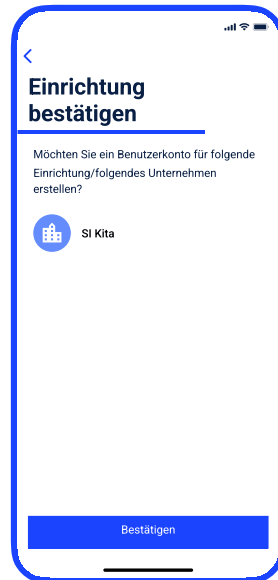 Einrichtung
bestätigen
Möchten Sie ein Benutzerkonto für folgende
Einrichtung/folgendes Unternehmen
erstellen?
SI Kita
Bestätigen